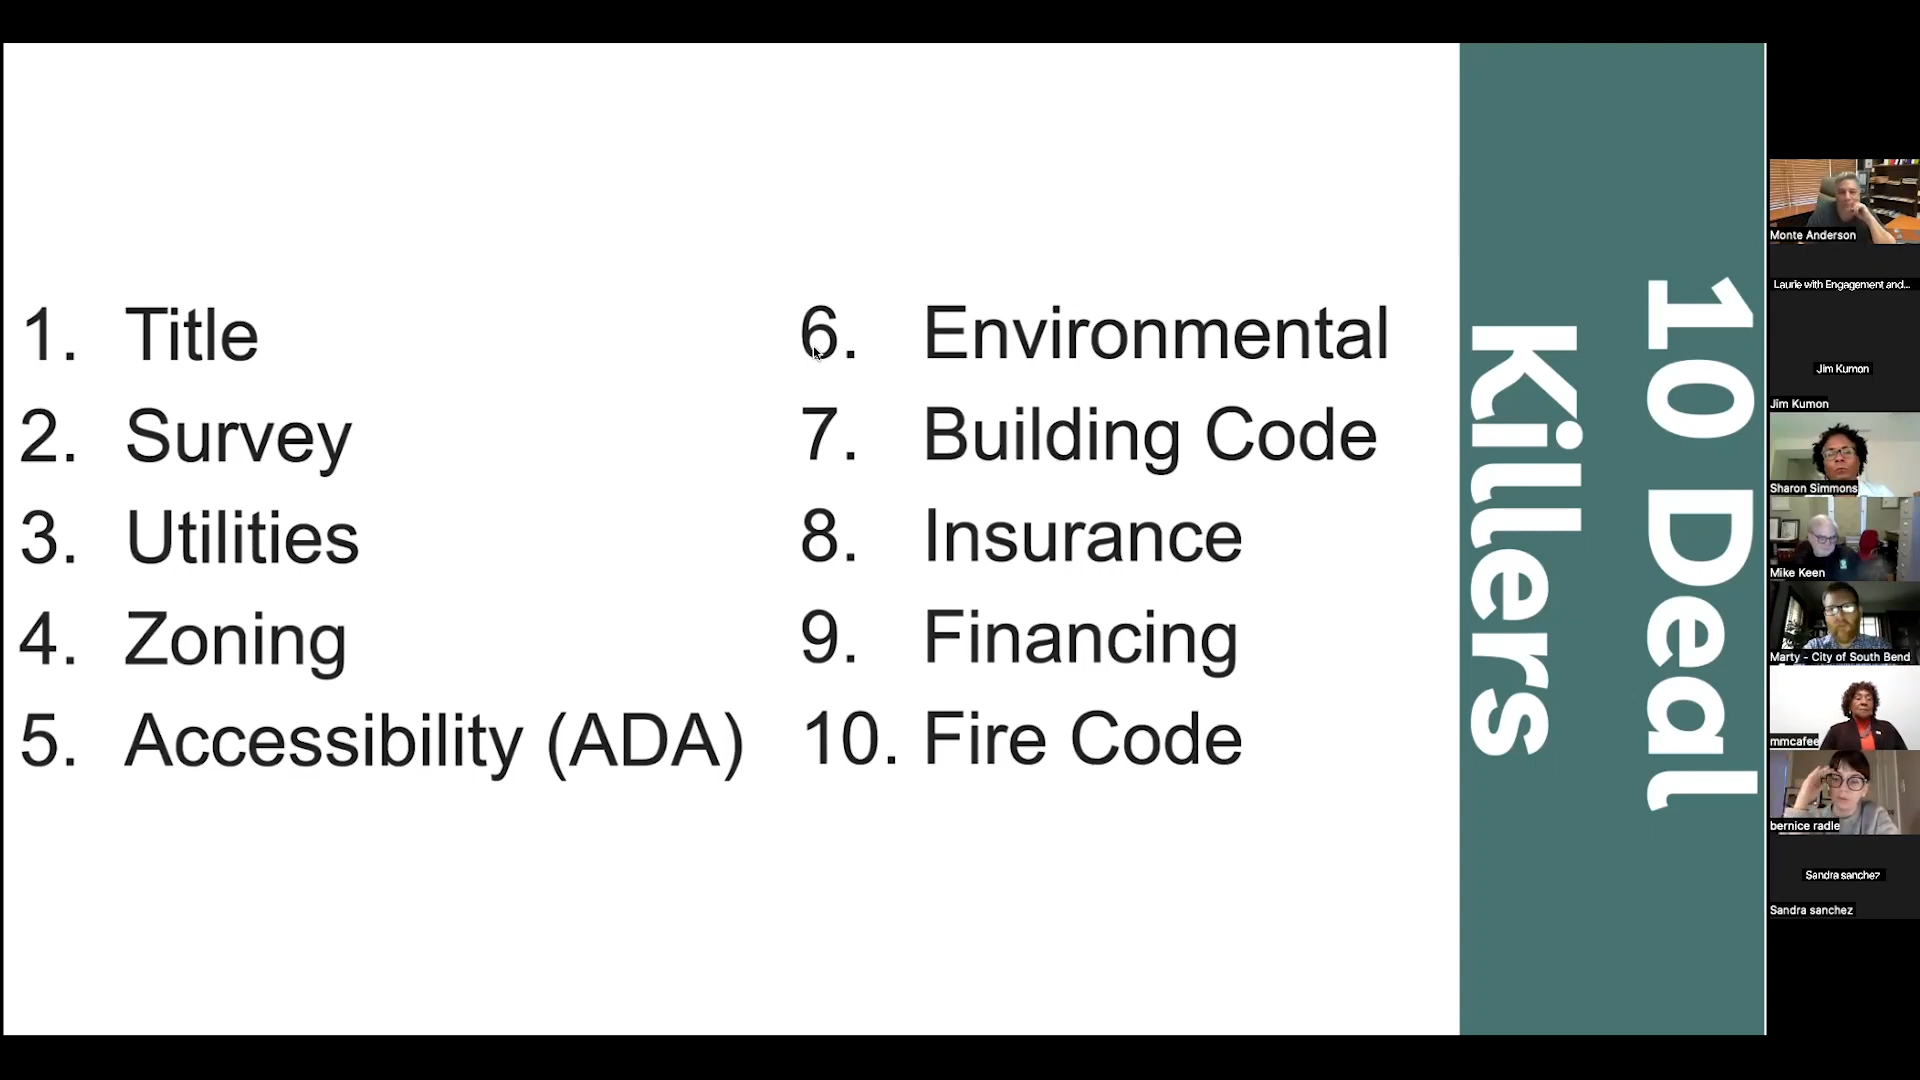 1. Title
2. Survey
3. Utilities
4. Zoning
5. Accessibility (ADA)
6. Environmental
7. Building Code
8. Insurance
9. Financing
10. Fire Code
10 Deal
Killers
Monte Anderson
Laurie with Engagement and...
Jim Kumon
Jim Kumon
Sharon Simmons
Mike Keen
Marty - City of South Bend
mmcafee
bernice radle
Sandra sanchez
Sandra sanchez